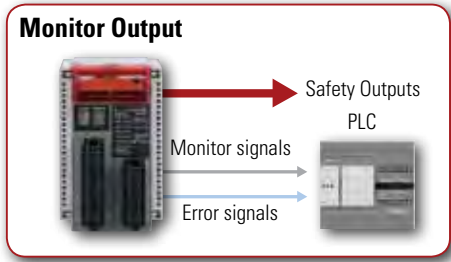 Monitor Output
Safety Outputs
PLC
Monitor signals
Error signals